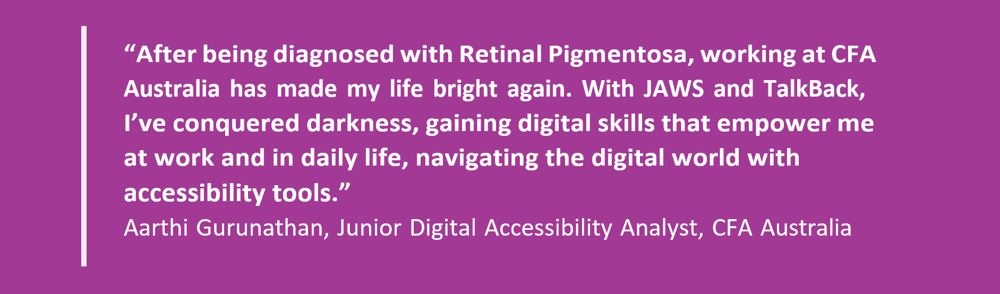 “After being diagnosed with Retinal Pigmentosa, working at CFA
Australia has made my life bright again. With JAWS and TalkBack,
I’ve conquered darkness, gaining digital skills that empower me
at work and in daily life, navigating the digital world with
accessibility tools.”
Aarthi Gurunathan, Junior Digital Accessibility Analyst, CFA Australia